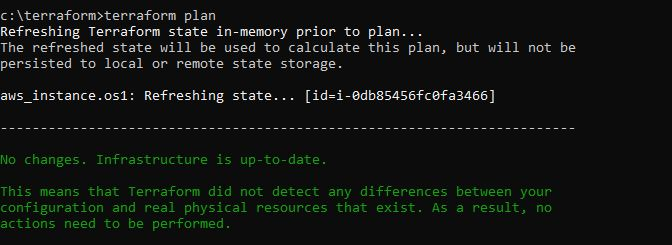 c:\terraform>terraform plan
Refreshing Terraform state in-memory prior to plan...
The refreshed state will be used to calculate this plan, but will not be
persisted to local or remote state storage.
aws_instance.os1: Refreshing state... [id=i-0db85456fc0fa3466]
------------------------------------------------------------------------
No changes. Infrastructure is up-to-date.
This means that Terraform did not detect any differences between your
configuration and real physical resources that exist. As a result, no
actions need to be performed.